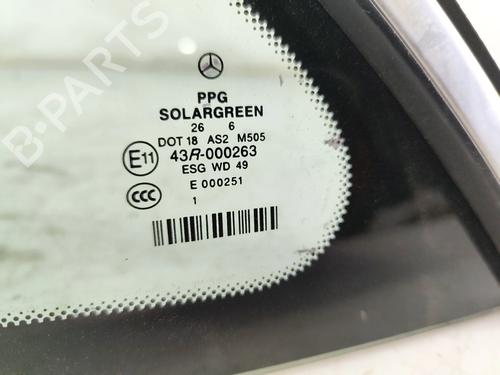 PPG
SOLARGREEN
26 6
DOT 18 AS2 M505
E11 43R-000263
ESG WD 49
CCC E 000251
1
B-PARTS